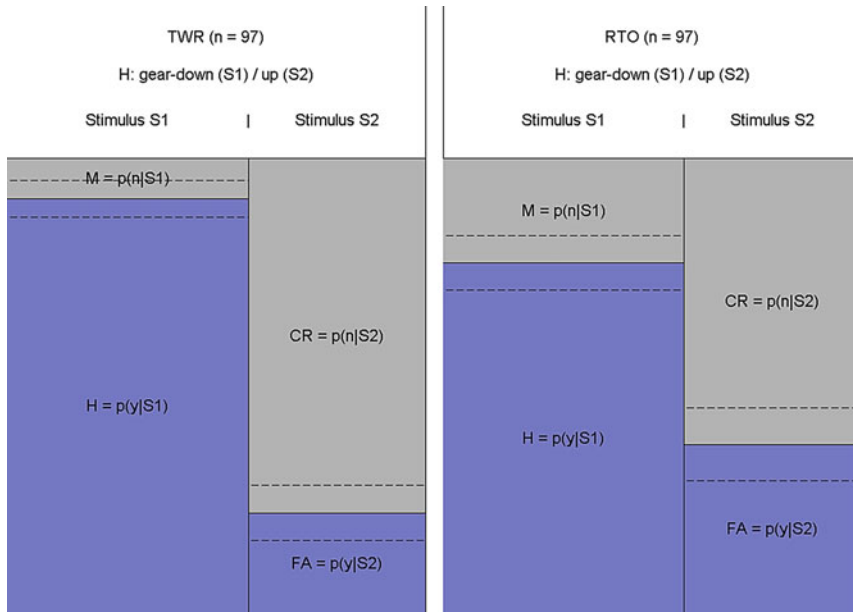 TWR (n = 97)
H: gear-down (S1) / up (S2)
Stimulus S1 | Stimulus S2
M = p(n|S1)
CR = p(n|S2)
H = p(y|S1)
FA = p(y|S2)
RTO (n = 97)
H: gear-down (S1) / up (S2)
Stimulus S1 | Stimulus S2
M = p(n|S1)
CR = p(n|S2)
H = p(y|S1)
FA = p(y|S2)